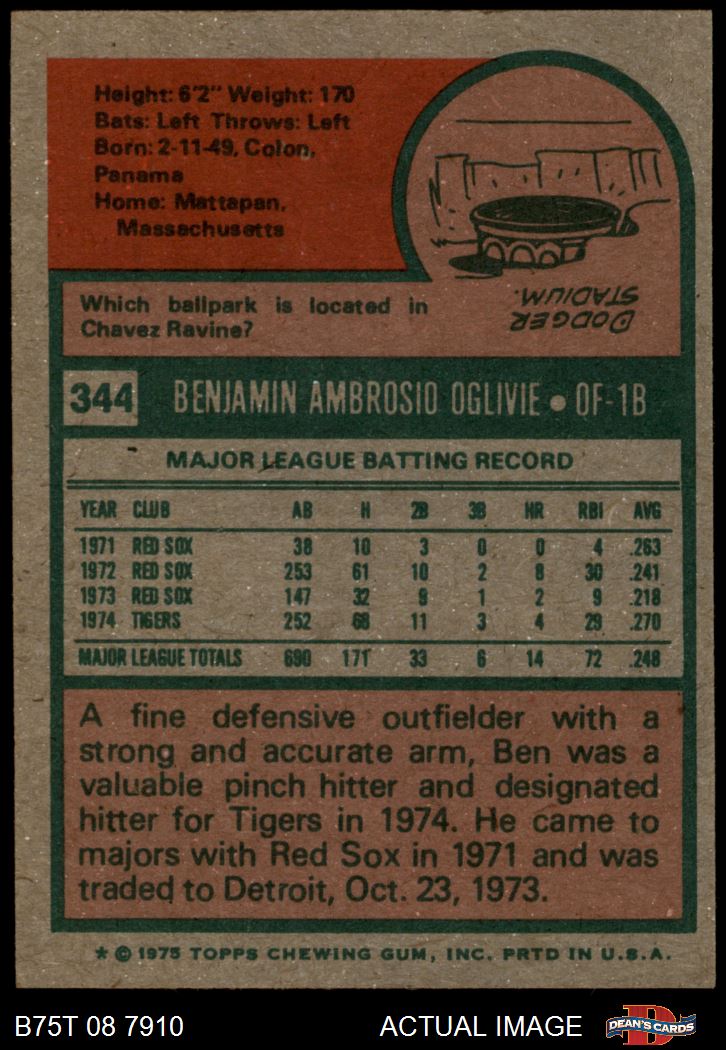 Height: 6'2" Weight: 170
Bats: Left Throws: Left
Born: 2-11-49, Colon,
Panama
Home: Mattapan,
Massachusetts
Which ballpark is located in
Chavez Ravine?
DODGER
STADIUM.
344 BENJAMIN AMBROSIO OGLIVIE • OF-1B
MAJOR LEAGUE BATTING RECORD
YEAR CLUB AB H 2B 3B HR RBI AVG
1971 RED SOX 38 10 3 0 0 4 .263
1972 RED SOX 253 61 10 2 8 30 .241
1973 RED SOX 147 32 9 1 2 9 .218
1974 TIGERS 252 68 11 3 4 29 .270
MAJOR LEAGUE TOTALS 690 171 33 6 14 72 .248
A fine defensive outfielder with a
strong and accurate arm, Ben was a
valuable pinch hitter and designated
hitter for Tigers in 1974. He came to
majors with Red Sox in 1971 and was
traded to Detroit, Oct. 23, 1973.
* © 1975 TOPPS CHEWING GUM, INC. PRTD IN U.S.A.
B75T 08 7910 ACTUAL IMAGE DEAN'S CARDS